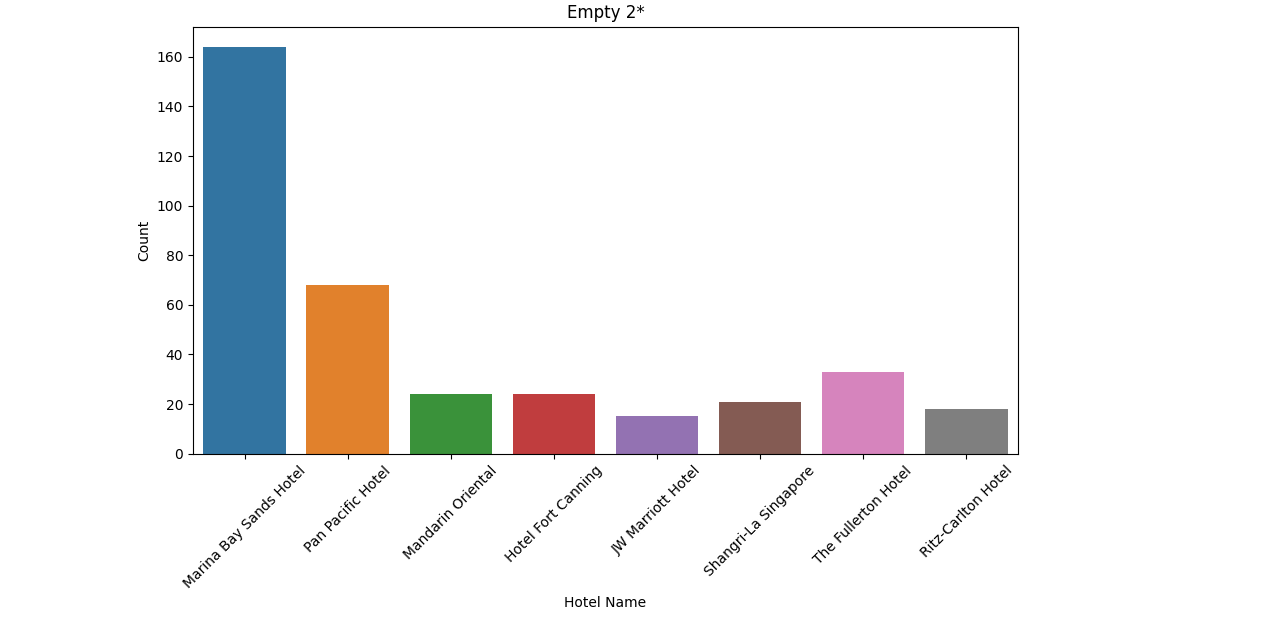 Empty 2*
160
140
120
100
80
60
40
20
0
Count
Marina Bay Sands Hotel
Pan Pacific Hotel
Mandarin Oriental
Hotel Fort Canning
JW Marriott Hotel
Shangri-La Singapore
The Fullerton Hotel
Ritz-Carlton Hotel
Hotel Name